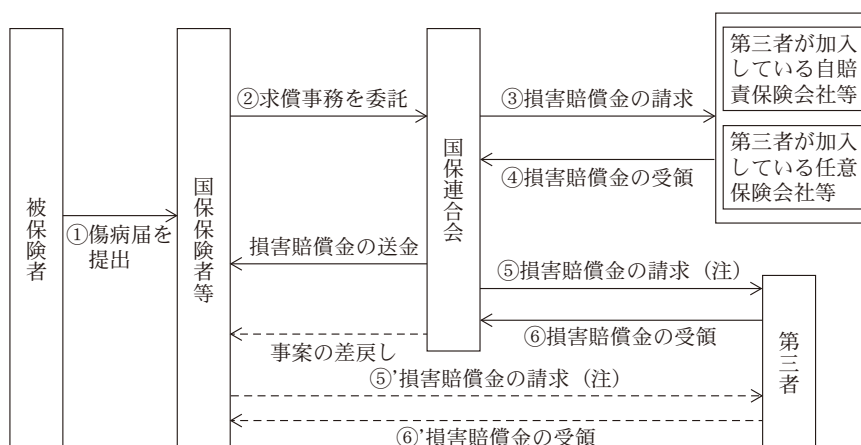 被保険者
①傷病届を
提出
国保保険者等
②求償事務を委託
損害賠償金の送金
事案の差戻し
国保連合会
③損害賠償金の請求
④損害賠償金の受領
第三者が加入
している自賠
責保険会社等
第三者が加入
している任意
保険会社等
⑤損害賠償金の請求（注）
⑥損害賠償金の受領
⑤’損害賠償金の請求（注）
⑥’損害賠償金の受領
第三者